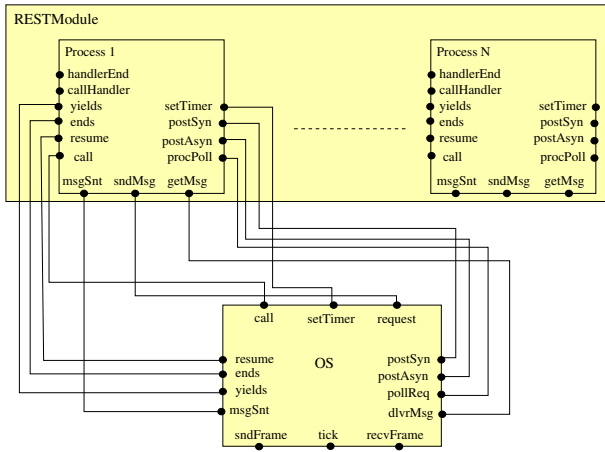 RESTModule
Process 1
handlerEnd
callHandler
yields
ends
resume
call
setTimer
postSyn
postAsyn
procPoll
msgSnt sndMsg getMsg
Process N
handlerEnd
callHandler
yields
ends
resume
call
setTimer
postSyn
postAsyn
procPoll
msgSnt sndMsg getMsg
call setTimer request
OS
resume
ends
yields
msgSnt
postSyn
postAsyn
pollReq
dlvrMsg
sndFrame tick recvFrame